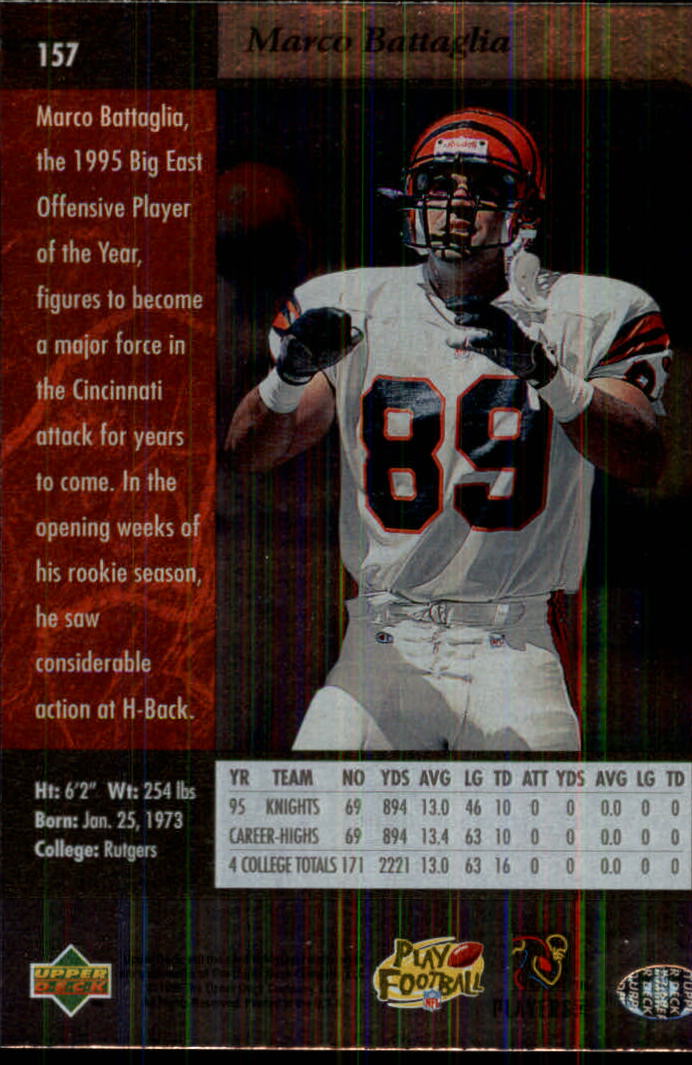 157
Marco Battaglia
Marco Battaglia,
the 1995 Big East
Offensive Player
of the Year,
figures to become
a major force in
the Cincinnati
attack for years
to come. In the
opening weeks of
his rookie season,
he saw
considerable
action at H-Back.
89
Ht: 6'2" Wt: 254 lbs
Born: Jan. 25, 1973
College: Rutgers
YR TEAM NO YDS AVG LG TD ATT YDS AVG LG TD
95 KNIGHTS 69 894 13.0 46 10 0 0 0.0 0 0
CAREER-HIGHS 69 894 13.4 63 10 0 0 0.0 0 0
4 COLLEGE TOTALS 171 2221 13.0 63 16 0 0 0.0 0 0
UPPER
DECK
All Rights Reserved.
PLAY
FOOTBALL
NFL
PLAYERS